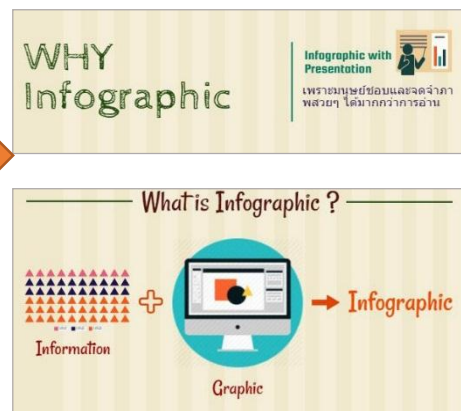 WHY
Infographic
Infographic with
Presentation
เพราะมนุษย์ชอบและจดจำภา
พสวยๆ ได้มากกว่าการอ่าน
What is Infographic ?
Information
Graphic
Infographic